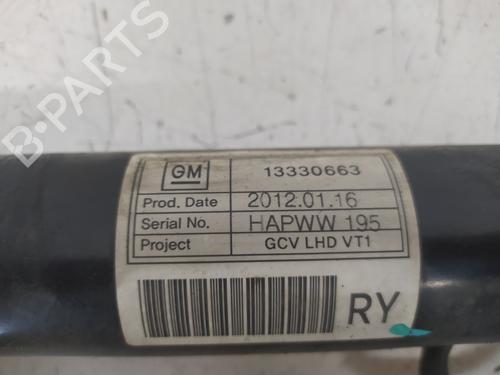 GM 13330663
Prod. Date 2012.01.16
Serial No. HAPWW 195
Project GCV LHD VT1
RY
B-PARTS